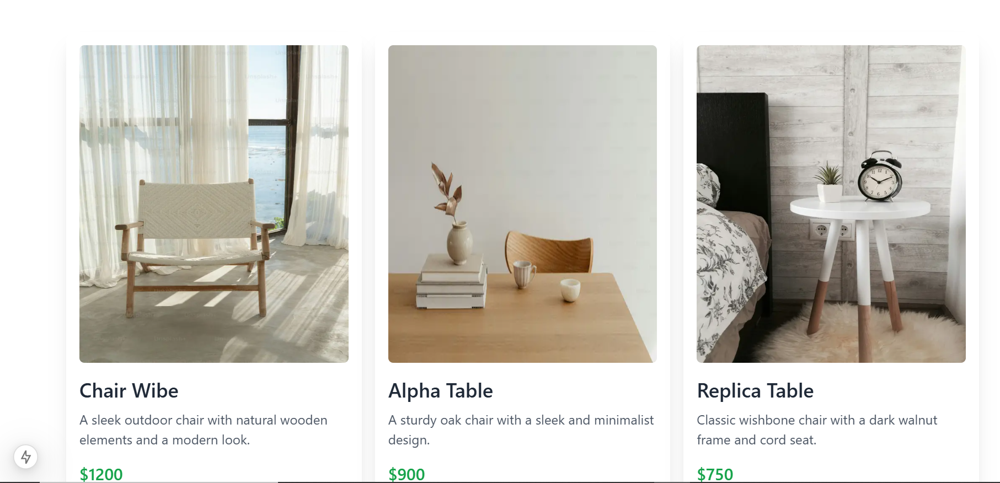 Chair Wibe
A sleek outdoor chair with natural wooden
elements and a modern look.
$1200
Alpha Table
A sturdy oak chair with a sleek and minimalist
design.
$900
Replica Table
Classic wishbone chair with a dark walnut
frame and cord seat.
$750